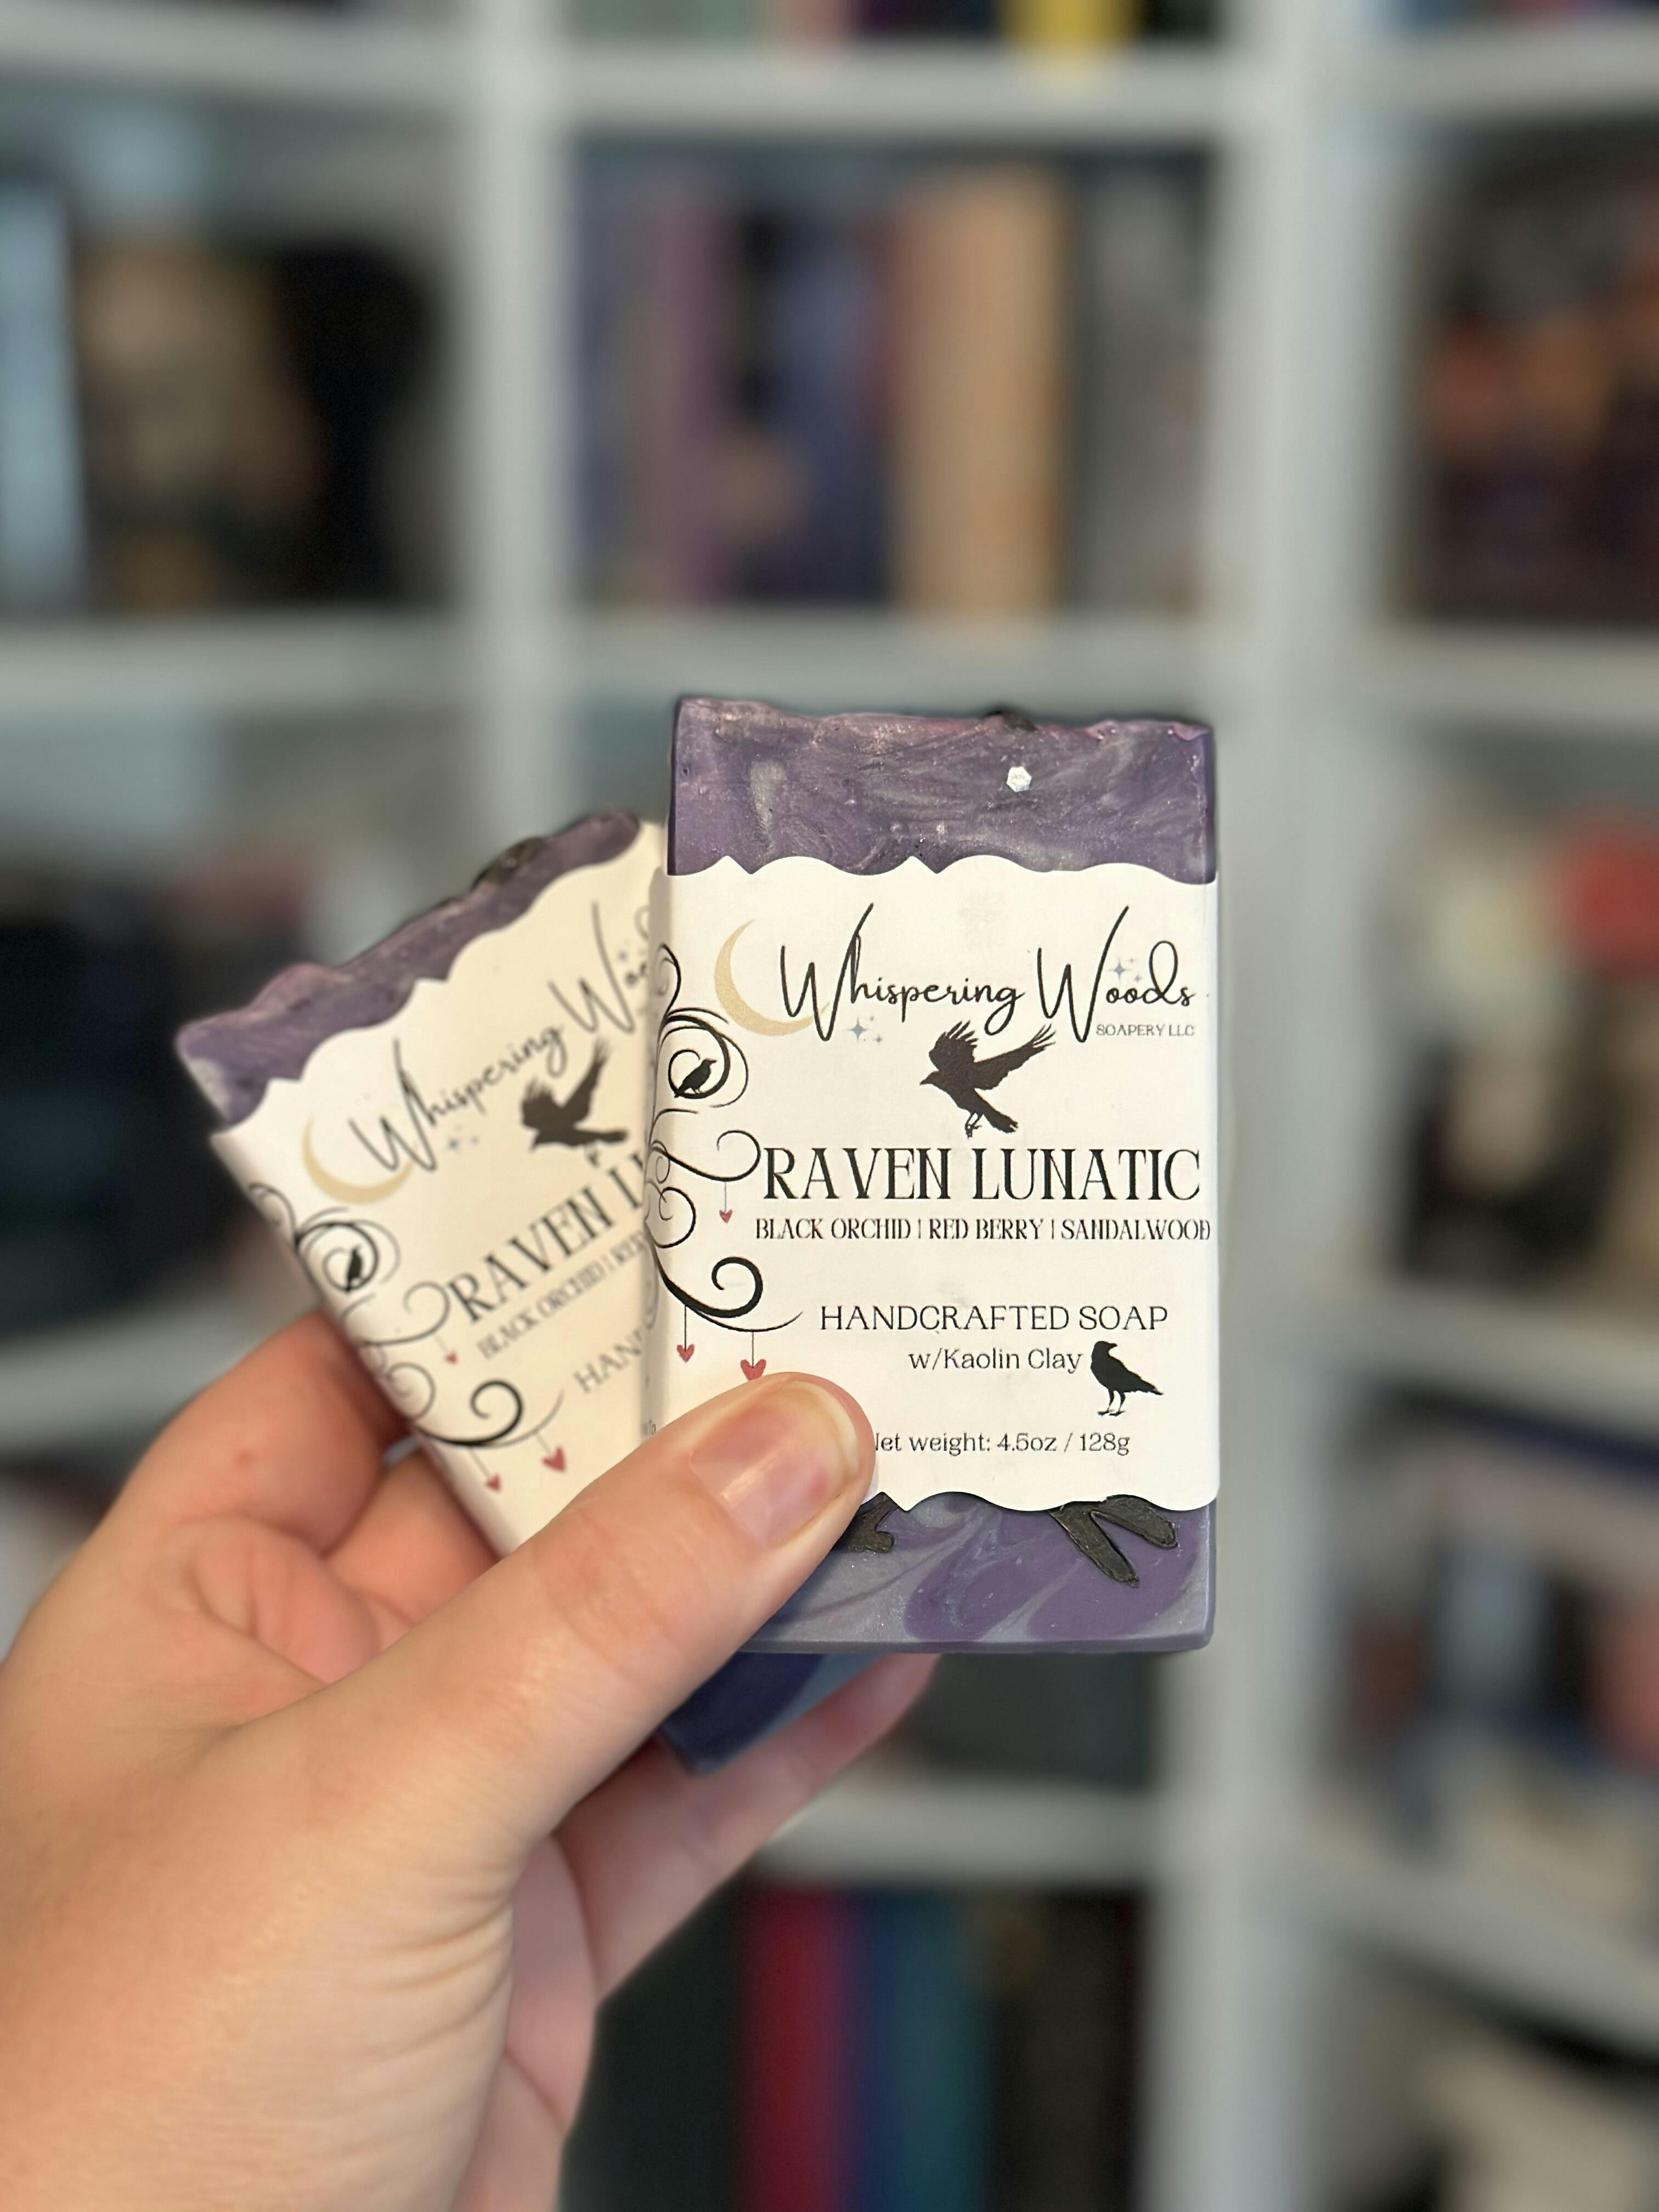 Whispering Woods
SOAPERY LLC
RAVEN LUNATIC
BLACK ORCHID | RED BERRY | SANDALWOOD
HANDCRAFTED SOAP
w/Kaolin Clay
Net weight: 4.5oz / 128g
Whispering Woo
RAVEN LU
BLACK ORCHID | RED
HAN